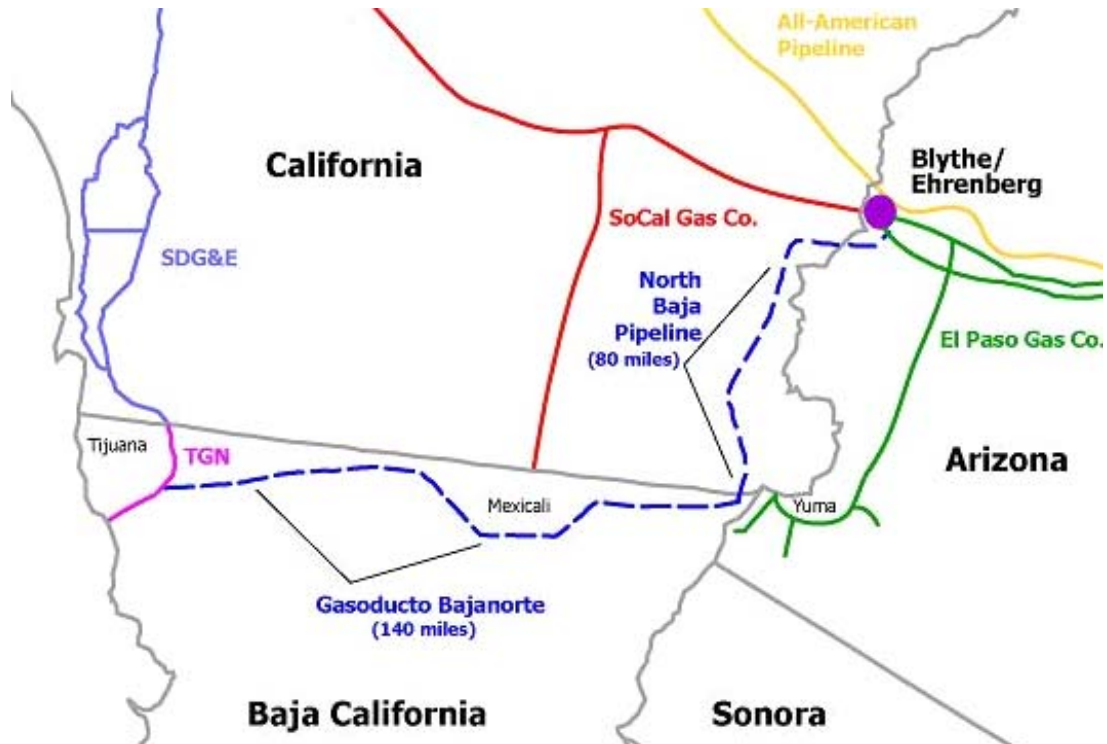 All-American
Pipeline
California
Blythe/
Ehrenberg
SoCal Gas Co.
SDG&E
North
Baja
Pipeline
(80 miles)
El Paso Gas Co.
Tijuana
TGN
Arizona
Mexicali
Yuma
Gasoducto Bajanorte
(140 miles)
Baja California
Sonora